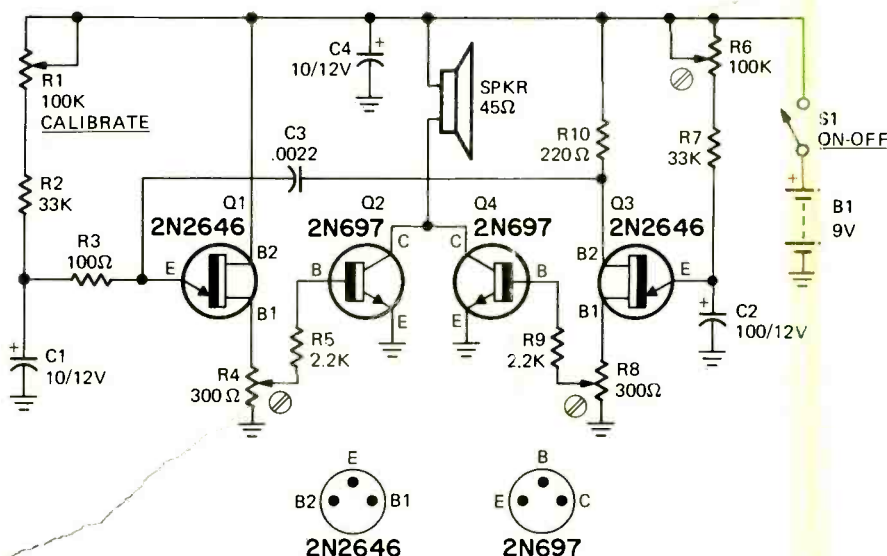 R1
100K
CALIBRATE
R2
33K
R3
100Ω
C1
10/12V
+
C3
.0022
Q1
2N2646
E
B2
B1
R4
300Ω
C4
10/12V
+
SPKR
45Ω
Q2
2N697
B
C
E
R5
2.2K
Q4
2N697
C
B
E
R9
2.2K
R10
220Ω
Q3
2N2646
B2
B1
E
R8
300Ω
R6
100K
R7
33K
+
C2
100/12V
S1
ON-OFF
+
B1
9V
E
B2
B1
2N2646
B
E
C
2N697